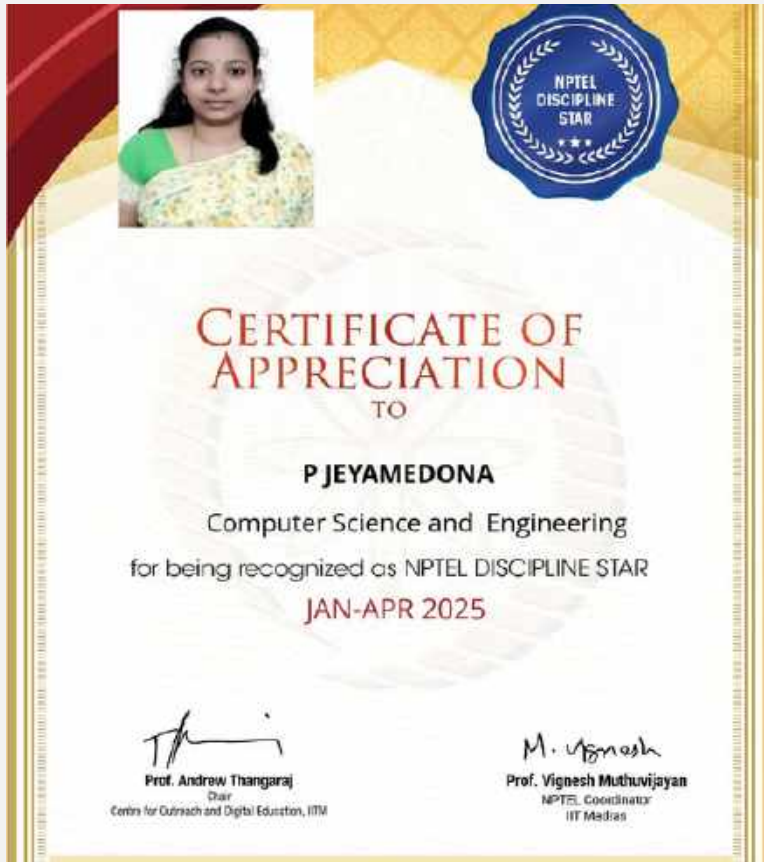 NPTEL
DISCIPLINE
STAR
CERTIFICATE OF
APPRECIATION
TO
P JEYAMEDONA
Computer Science and Engineering
for being recognized as NPTEL DISCIPLINE STAR
JAN-APR 2025
M. Vignesh
Prof. Andrew Thangaraj
Chair
Centre for Outreach and Digital Education, IITM
Prof. Vignesh Muthuvijayan
NPTEL Coordinator
IIT Madras